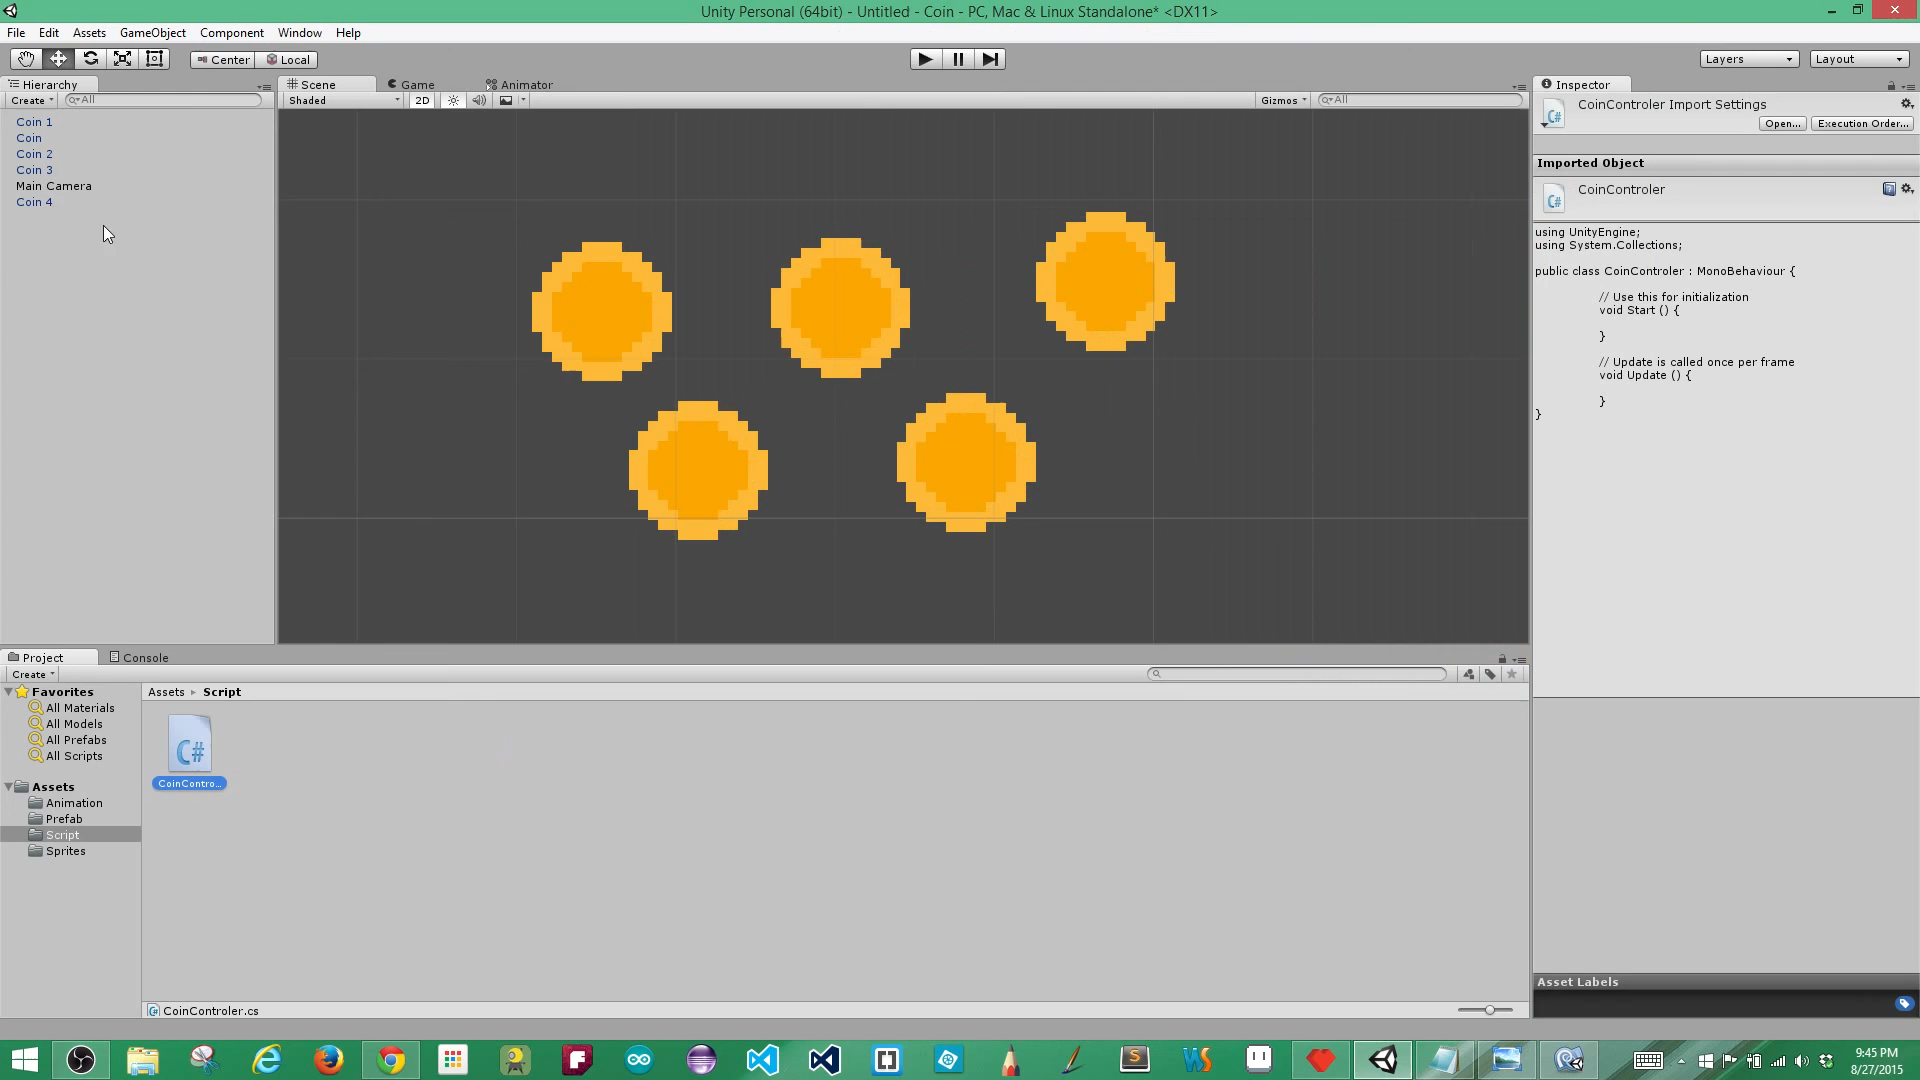 Unity Personal (64bit) - Untitled - Coin - PC, Mac & Linux Standalone* <DX11>
File Edit Assets GameObject Component Window Help
Center Local Layers Layout
Hierarchy
Create All
Coin 1
Coin
Coin 2
Coin 3
Main Camera
Coin 4
Scene Game Animator
Shaded 2D Gizmos All
Inspector
CoinControler Import Settings
C#
Open... Execution Order...
Imported Object
CoinControler
C#
using UnityEngine;
using System.Collections;
public class CoinControler : MonoBehaviour {
// Use this for initialization
void Start () {
}
// Update is called once per frame
void Update () {
}
}
Project Console
Create
Favorites
All Materials
All Models
All Prefabs
All Scripts
Assets
Animation
Prefab
Script
Sprites
Assets Script
C#
CoinContro...
CoinControler.cs
Asset Labels
9:45 PM
8/27/2015